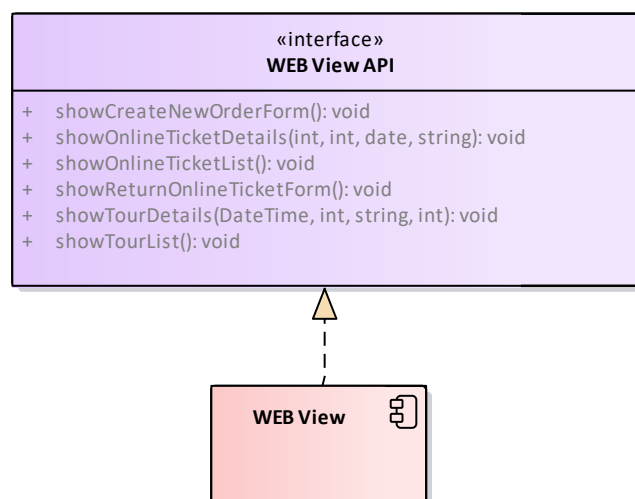 «interface»
WEB View API
+ showCreateNewOrderForm(): void
+ showOnlineTicketDetails(int, int, date, string): void
+ showOnlineTicketList(): void
+ showReturnOnlineTicketForm(): void
+ showTourDetails(DateTime, int, string, int): void
+ showTourList(): void
WEB View